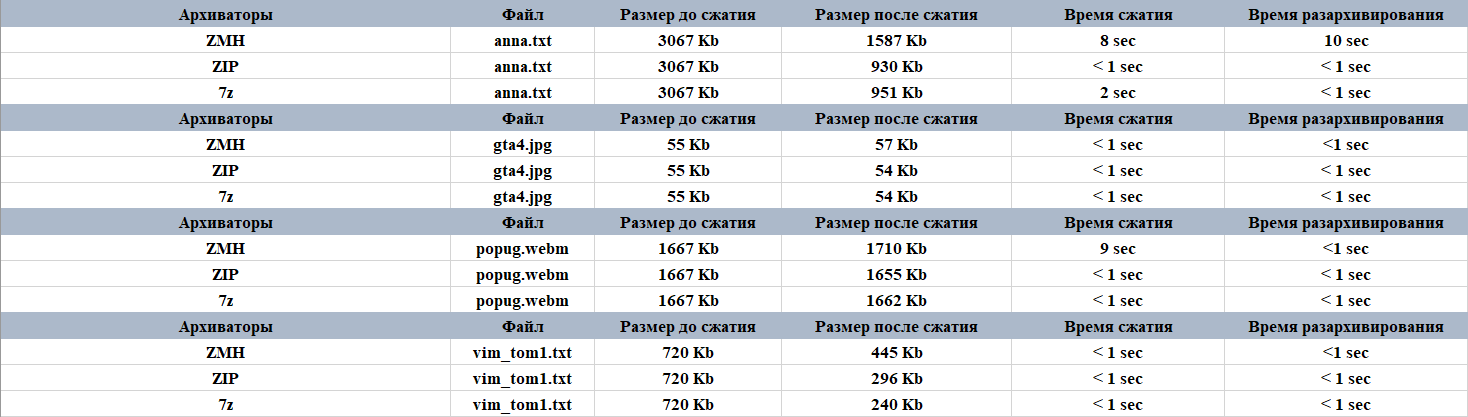 Архиваторы Файл Размер до сжатия Размер после сжатия Время сжатия Время разархивирования
ZMH anna.txt 3067 Kb 1587 Kb 8 sec 10 sec
ZIP anna.txt 3067 Kb 930 Kb < 1 sec < 1 sec
7z anna.txt 3067 Kb 951 Kb 2 sec < 1 sec
Архиваторы Файл Размер до сжатия Размер после сжатия Время сжатия Время разархивирования
ZMH gta4.jpg 55 Kb 57 Kb < 1 sec <1 sec
ZIP gta4.jpg 55 Kb 54 Kb < 1 sec < 1 sec
7z gta4.jpg 55 Kb 54 Kb < 1 sec < 1 sec
Архиваторы Файл Размер до сжатия Размер после сжатия Время сжатия Время разархивирования
ZMH popug.webm 1667 Kb 1710 Kb 9 sec <1 sec
ZIP popug.webm 1667 Kb 1655 Kb < 1 sec < 1 sec
7z popug.webm 1667 Kb 1662 Kb < 1 sec < 1 sec
Архиваторы Файл Размер до сжатия Размер после сжатия Время сжатия Время разархивирования
ZMH vim_tom1.txt 720 Kb 445 Kb < 1 sec <1 sec
ZIP vim_tom1.txt 720 Kb 296 Kb < 1 sec < 1 sec
7z vim_tom1.txt 720 Kb 240 Kb < 1 sec < 1 sec